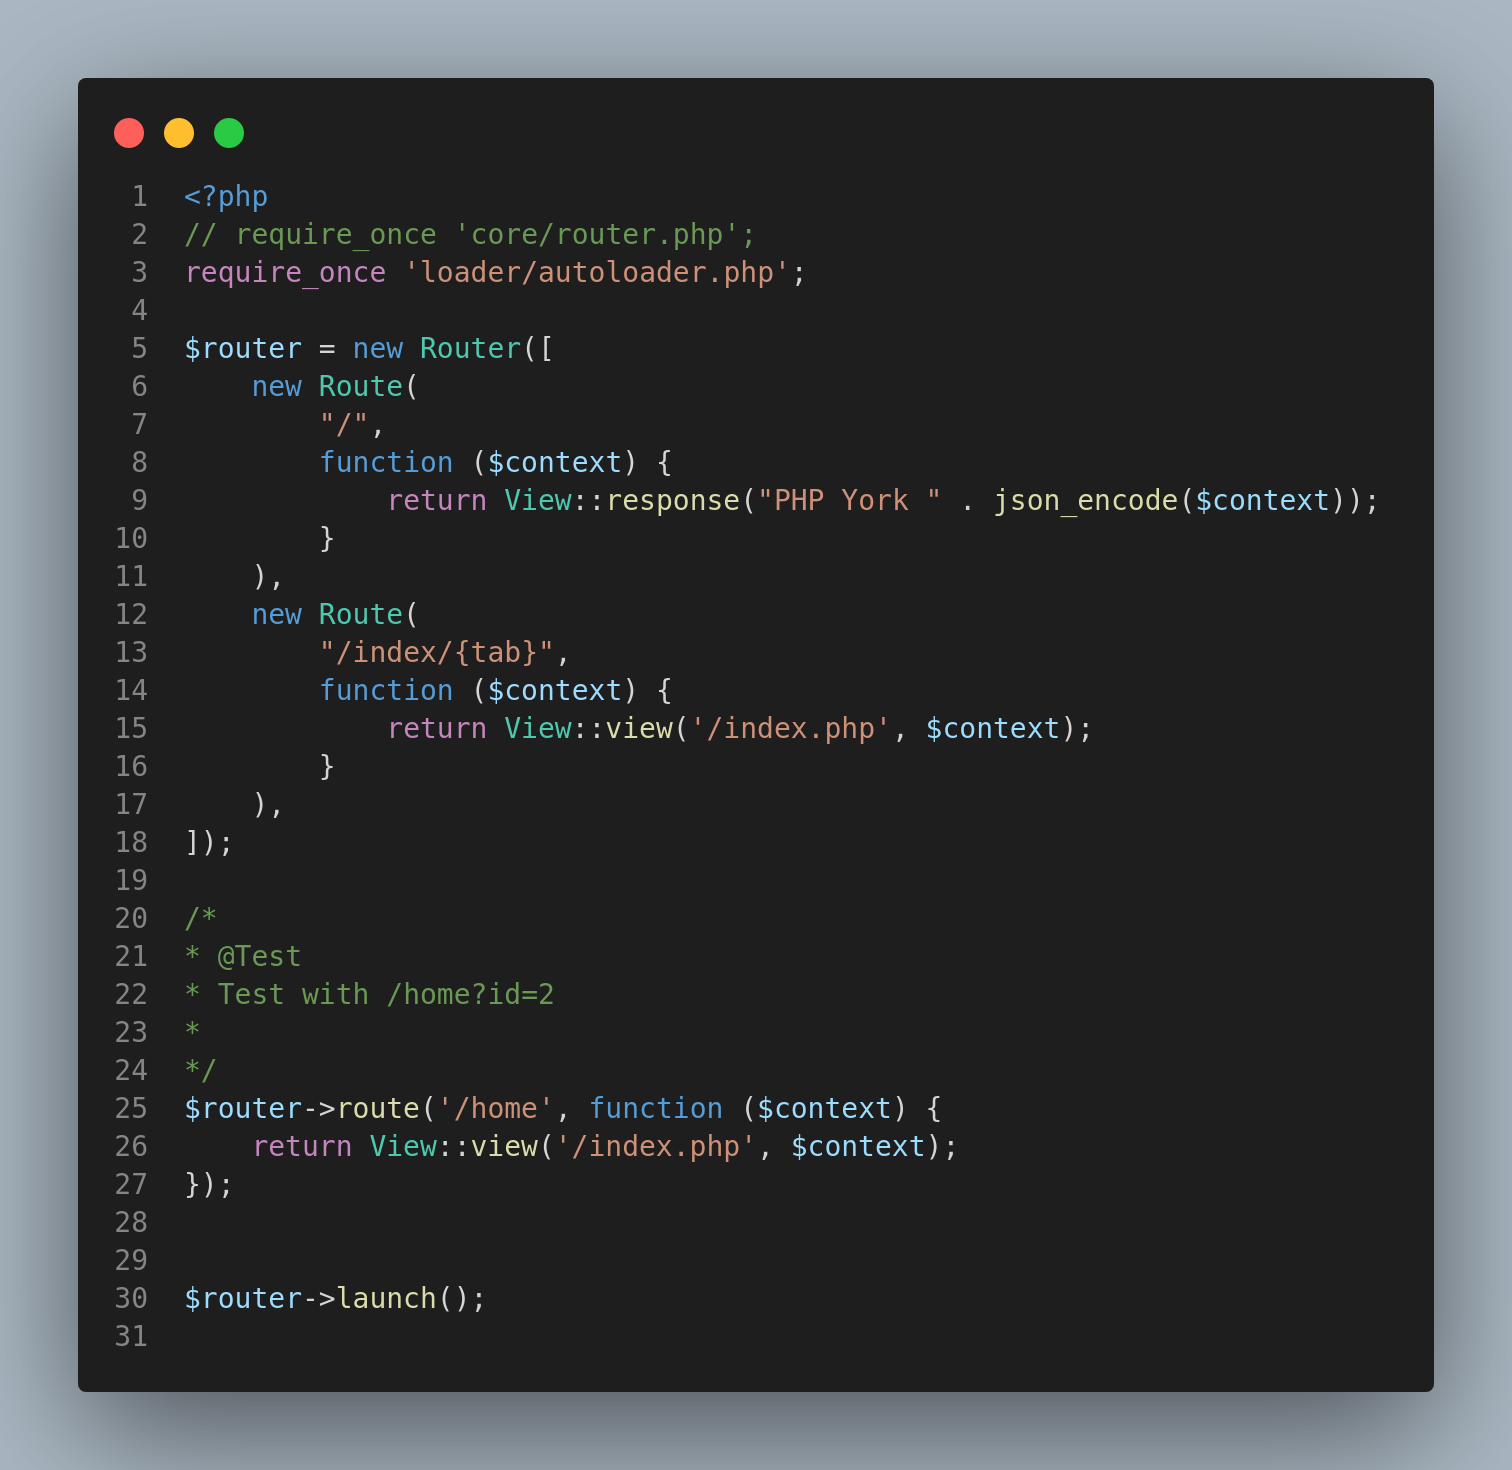 1 <?php
2 // require_once 'core/router.php';
3 require_once 'loader/autoloader.php';
4
5 $router = new Router([
6     new Route(
7         "/",
8         function ($context) {
9             return View::response("PHP York " . json_encode($context));
10         }
11     ),
12     new Route(
13         "/index/{tab}",
14         function ($context) {
15             return View::view('/index.php', $context);
16         }
17     ),
18 ]);
19
20 /*
21 * @Test
22 * Test with /home?id=2
23 *
24 */
25 $router->route('/home', function ($context) {
26     return View::view('/index.php', $context);
27 });
28
29
30 $router->launch();
31